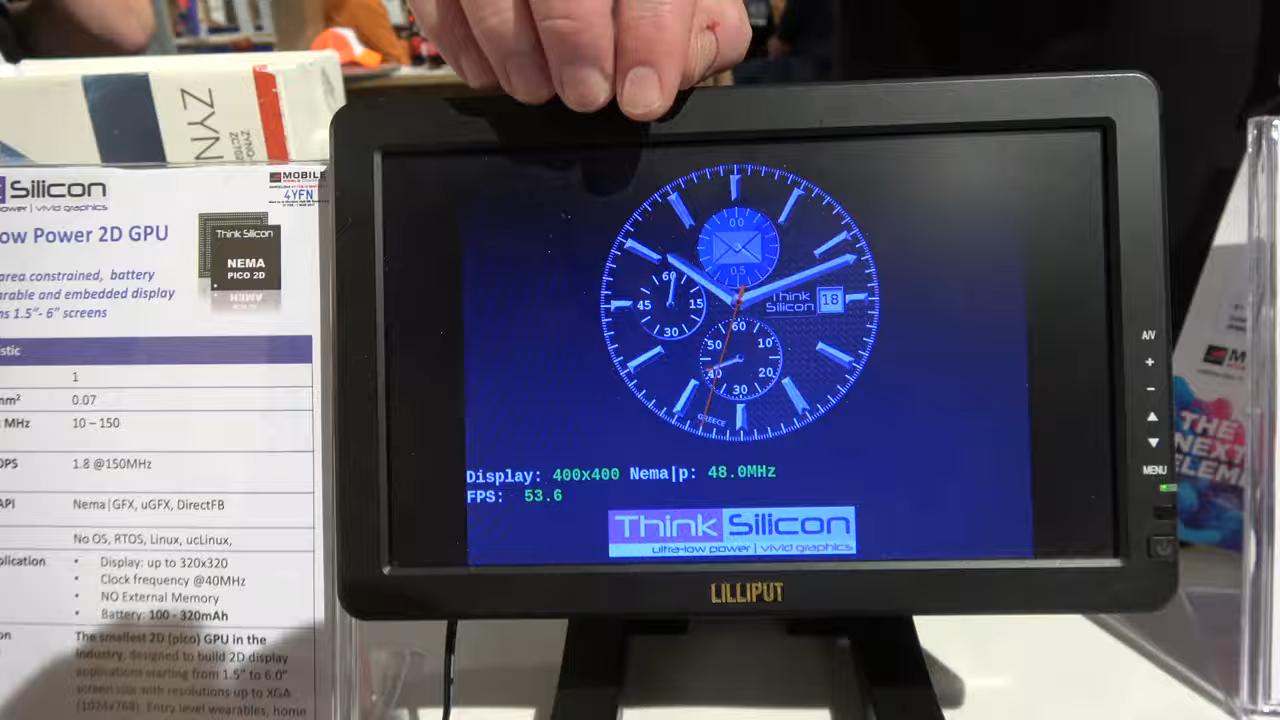 ZYN
Silicon
power | vivid graphics
MOBILE
4YFN
ow Power 2D GPU
Think Silicon
NEMA
PICO 2D
area constrained, battery
arable and embedded display
ns 1.5"- 6" screens
stic
1
mm² 0.07
MHz 10 – 150
OPS 1.8 @150MHz
API Nema|GFX, uGFX, DirectFB
No OS, RTOS, Linux, ucLinux,
lication • Display: up to 320x320
• Clock frequency @40MHz
• NO External Memory
• Battery: 100 - 320mAh
on The smallest 2D (pico) GPU in the
industry, designed to build 2D display
applications starting from 1.5" to 6.0"
screen size with resolutions up to XGA
(1024x768). Entry level wearables, home
00
0.5
60
45 15
30
Think
Silicon
18
60
50 10
40 20
30
GREECE
Display: 400x400 Nema|p: 48.0MHz
FPS: 53.6
Think Silicon
ultra-low power | vivid graphics
LILLIPUT
A/V
+
-
MENU
THE
NEXT
ELEM